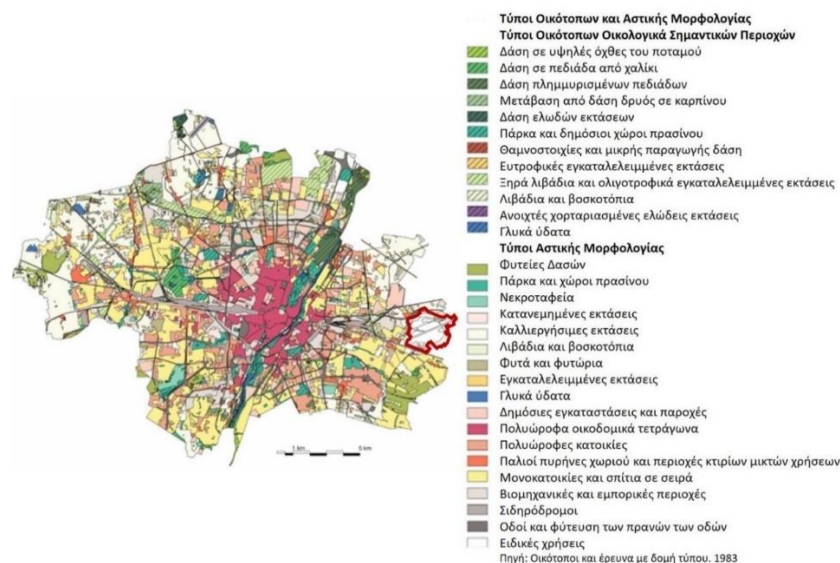 Τύποι Οικότοπων και Αστικής Μορφολογίας
Τύποι Οικότοπων Οικολογικά Σημαντικών Περιοχών
Δάση σε υψηλές όχθες του ποταμού
Δάση σε πεδιάδα από χαλίκι
Δάση πλημμυρισμένων πεδιάδων
Μετάβαση από δάση δρυός σε καρπίνου
Δάση ελωδών εκτάσεων
Πάρκα και δημόσιοι χώροι πρασίνου
Θαμνοστοιχίες και μικρής παραγωγής δάση
Ευτροφικές εγκαταλελειμμένες εκτάσεις
Ξηρά λιβάδια και ολιγοτροφικά εγκαταλελειμμένες εκτάσεις
Λιβάδια και βοσκοτόπια
Ανοιχτές χορταριασμένες ελώδεις εκτάσεις
Γλυκά ύδατα
Τύποι Αστικής Μορφολογίας
Φυτείες Δασών
Πάρκα και χώροι πρασίνου
Νεκροταφεία
Κατανεμημένες εκτάσεις
Καλλιεργήσιμες εκτάσεις
Λιβάδια και βοσκοτόπια
Φυτά και φυτώρια
Εγκαταλελειμμένες εκτάσεις
Γλυκά ύδατα
Δημόσιες εγκαταστάσεις και παροχές
Πολυώροφα οικοδομικά τετράγωνα
Πολυώροφες κατοικίες
Παλιοί πυρήνες χωριού και περιοχές κτιρίων μικτών χρήσεων
Μονοκατοικίες και σπίτια σε σειρά
Βιομηχανικές και εμπορικές περιοχές
Σιδηρόδρομοι
Οδοί και φύτευση των πρανών των οδών
Ειδικές χρήσεις
Πηγή: Οικότοποι και έρευνα με δομή τύπου. 1983
1 km 5 km